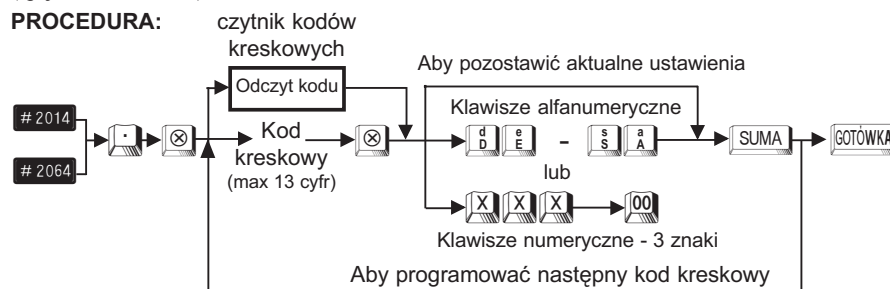 PROCEDURA:
czytnik kodów
kreskowych
Odczyt kodu
Aby pozostawić aktualne ustawienia
Klawisze alfanumeryczne
#2014
#2064
.
⊗
Kod
kreskowy
(max 13 cyfr)
⊗
d D e E - s S a A
lub
X X X 00
SUMA
GOTÓWKA
Klawisze numeryczne - 3 znaki
Aby programować następny kod kreskowy